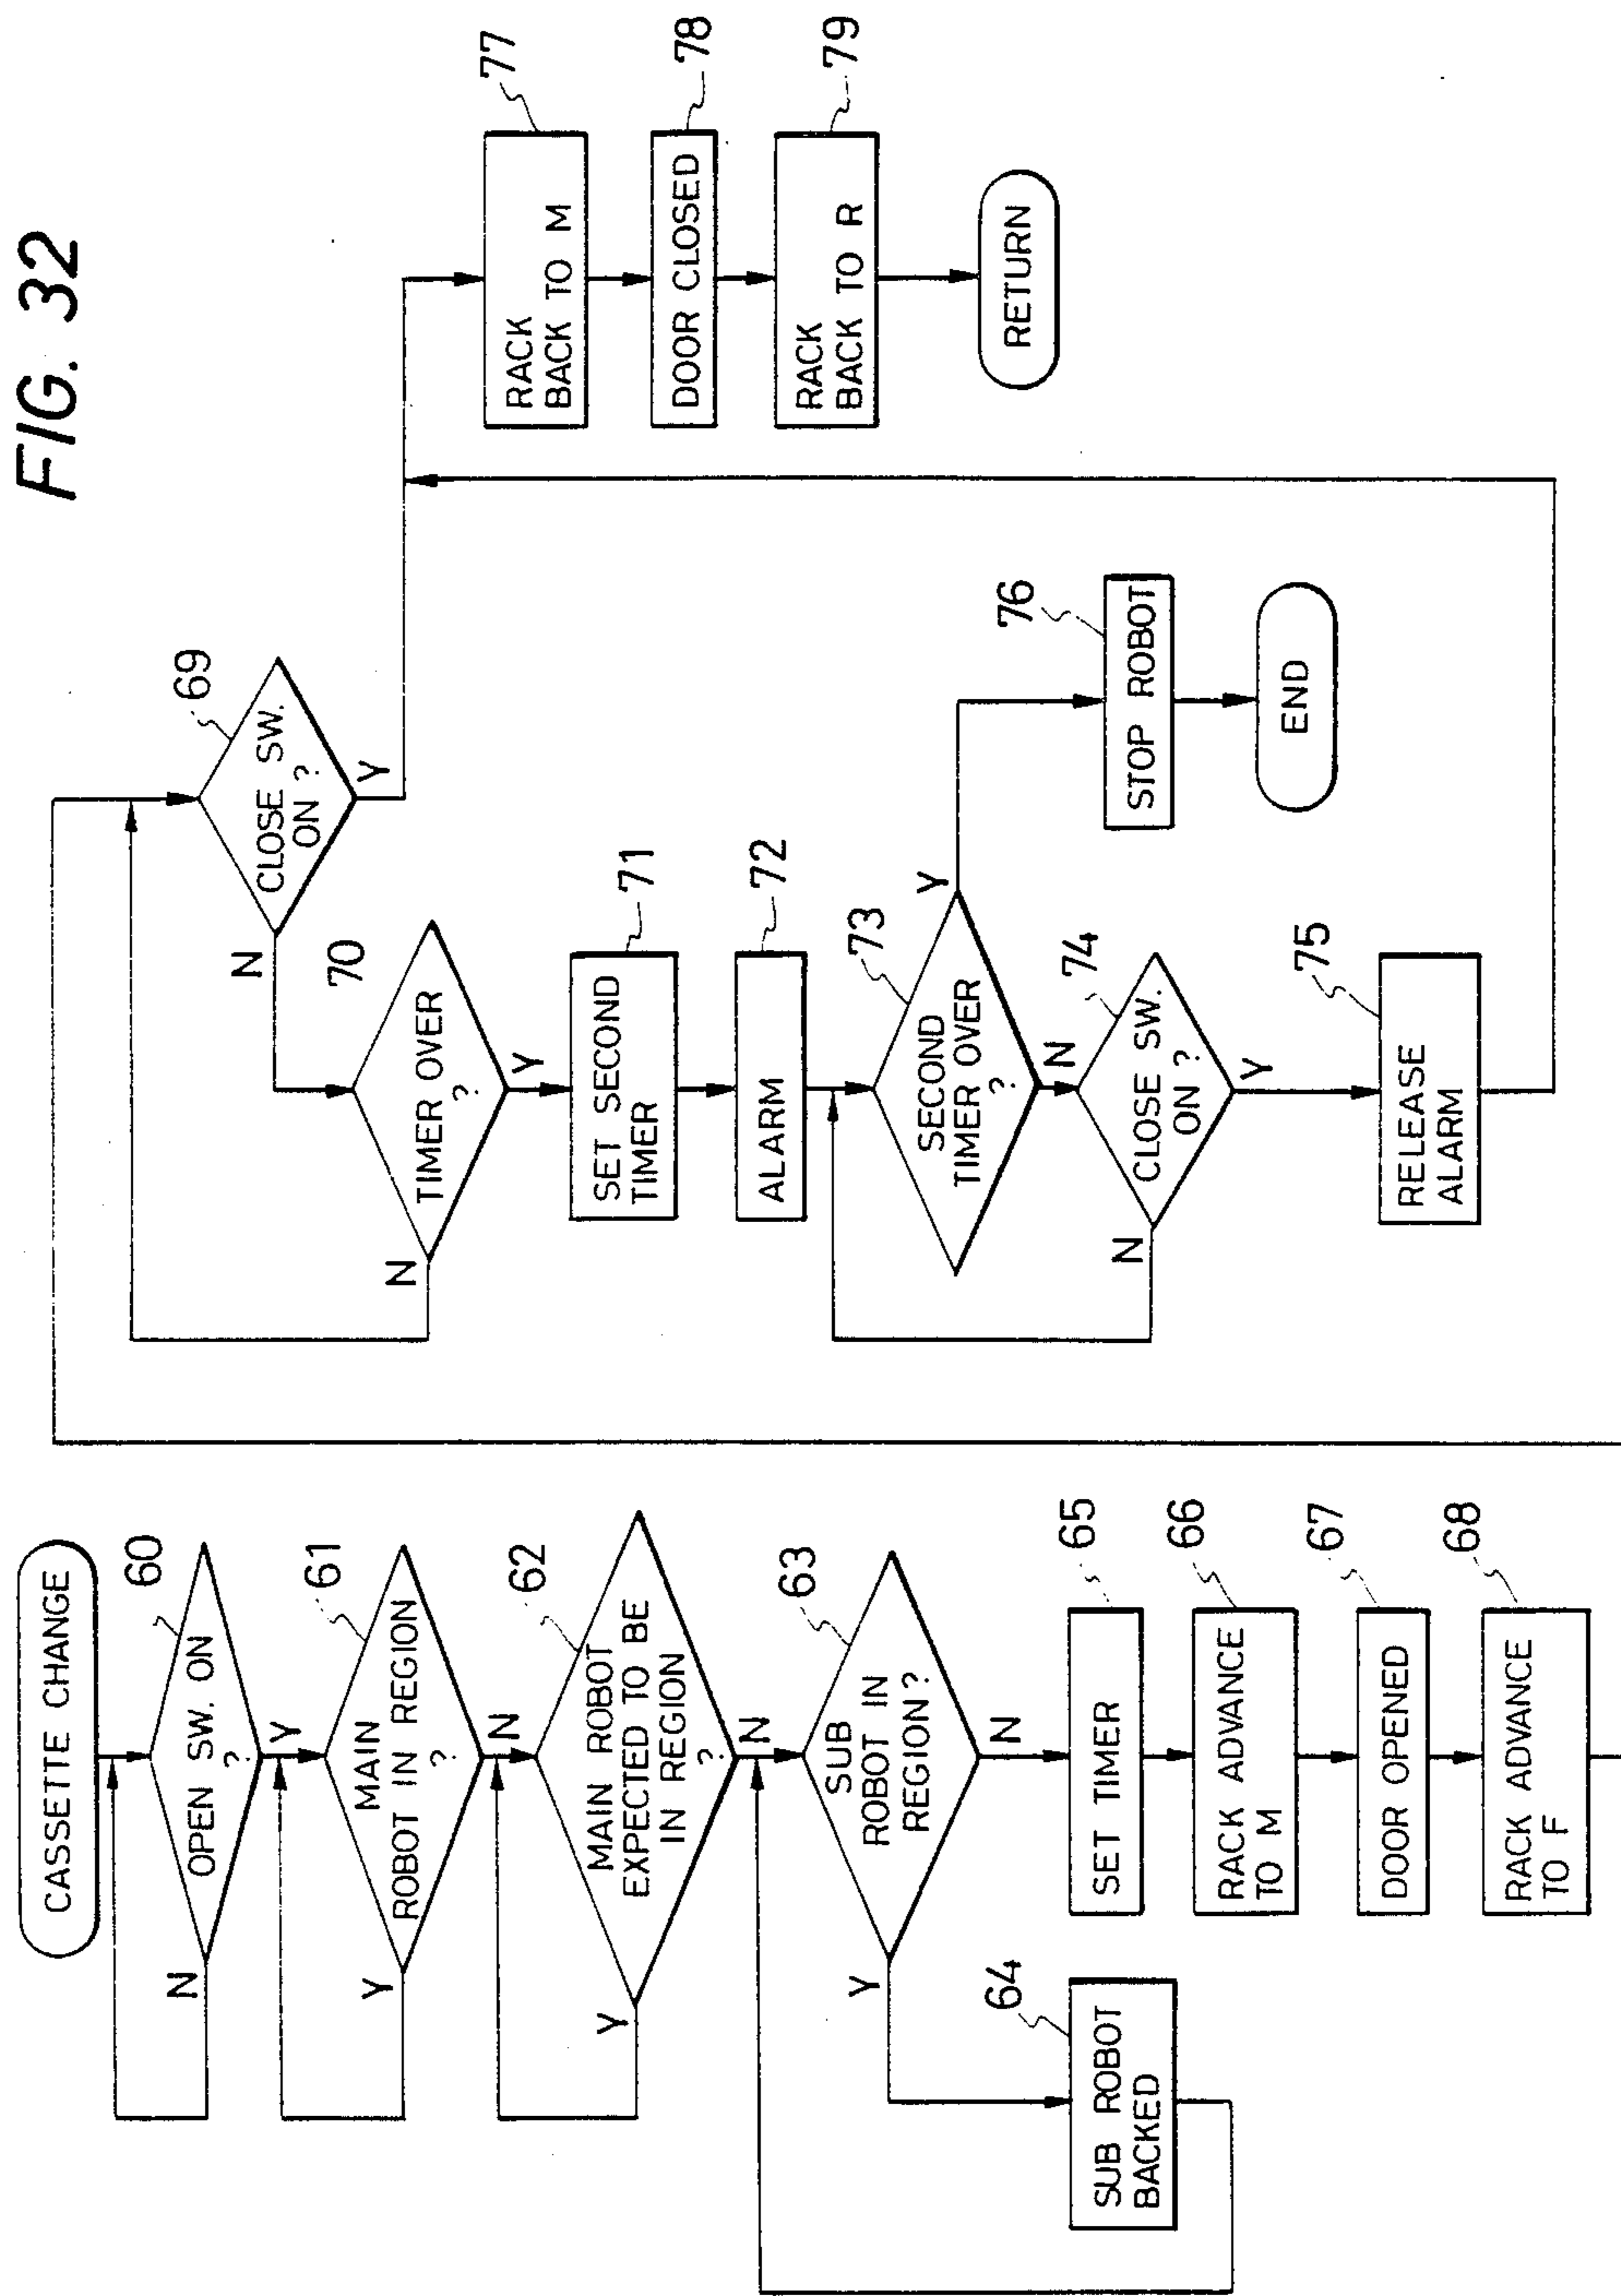 FIG. 32
CASSETTE CHANGE
60
OPEN SW. ON
?
N
Y
61
MAIN
ROBOT IN REGION
?
Y
N
62
MAIN ROBOT
EXPECTED TO BE
IN REGION
?
Y
N
63
SUB
ROBOT IN
REGION?
Y
N
64
SUB ROBOT
BACKED
65
SET TIMER
66
RACK ADVANCE
TO M
67
DOOR OPENED
68
RACK ADVANCE
TO F
69
CLOSE SW.
ON ?
N
Y
70
TIMER OVER
?
N
Y
71
SET SECOND
TIMER
72
ALARM
73
SECOND
TIMER OVER
?
Y
N
74
CLOSE SW.
ON ?
N
Y
75
RELEASE
ALARM
76
STOP ROBOT
END
77
RACK
BACK TO M
78
DOOR CLOSED
79
RACK
BACK TO R
RETURN